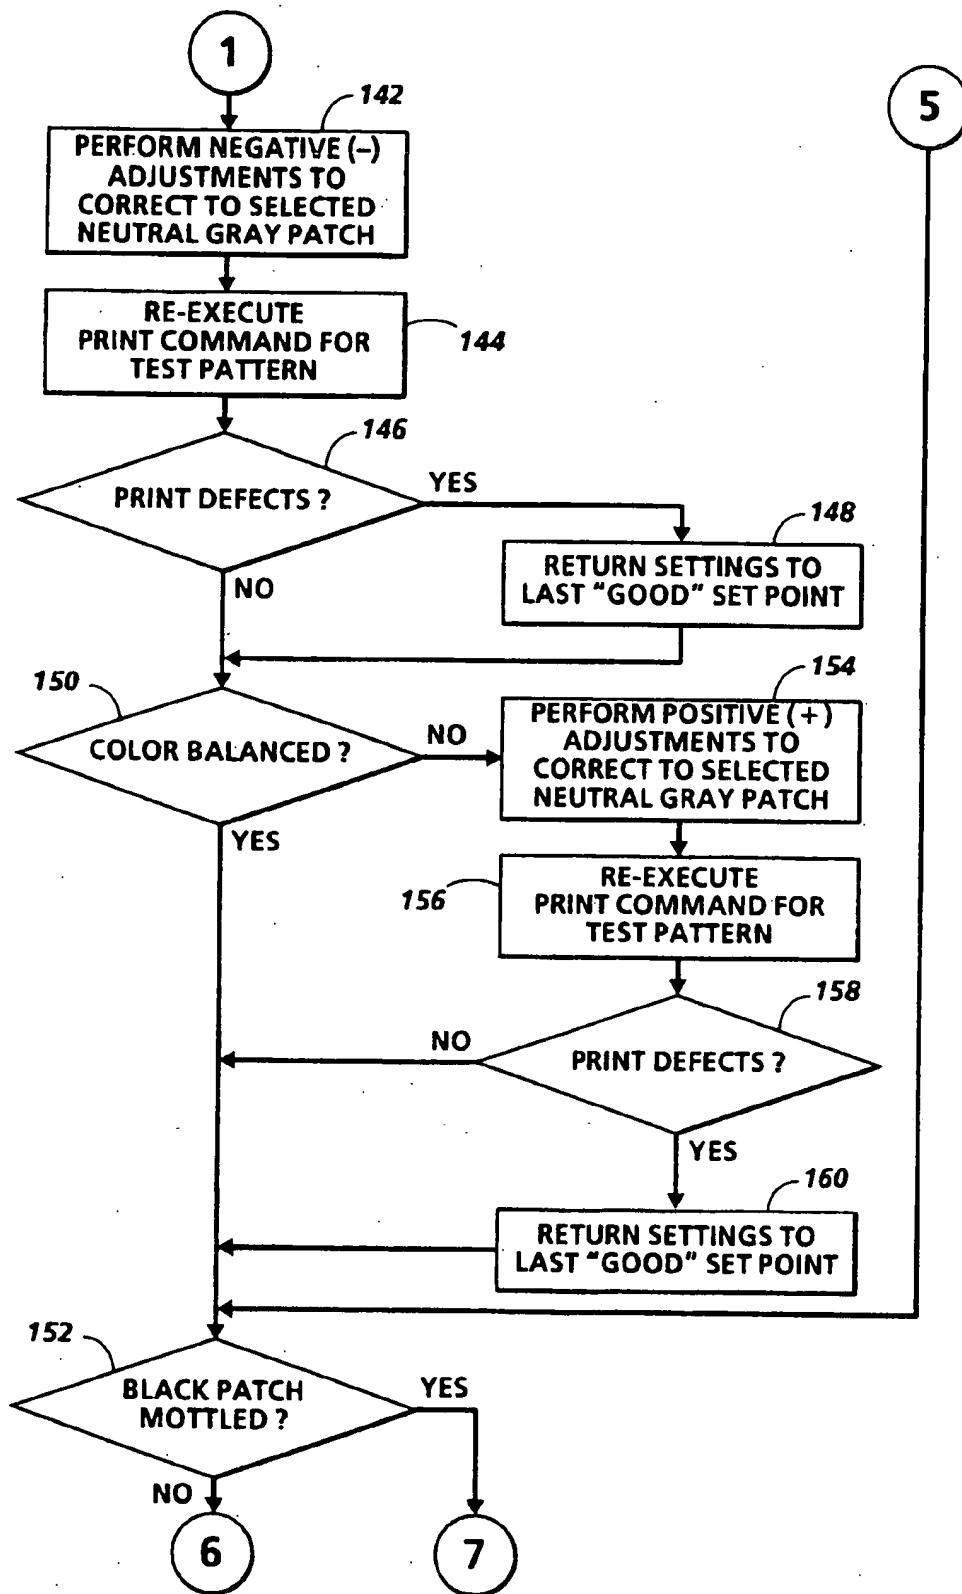 1
142
5
PERFORM NEGATIVE (–)
ADJUSTMENTS TO
CORRECT TO SELECTED
NEUTRAL GRAY PATCH
RE-EXECUTE
PRINT COMMAND FOR
TEST PATTERN
144
146
PRINT DEFECTS ?
YES
NO
148
RETURN SETTINGS TO
LAST "GOOD" SET POINT
150
COLOR BALANCED ?
NO
YES
154
PERFORM POSITIVE (+)
ADJUSTMENTS TO
CORRECT TO SELECTED
NEUTRAL GRAY PATCH
156
RE-EXECUTE
PRINT COMMAND FOR
TEST PATTERN
158
NO
PRINT DEFECTS ?
YES
160
RETURN SETTINGS TO
LAST "GOOD" SET POINT
152
BLACK PATCH
MOTTLED ?
YES
NO
6
7